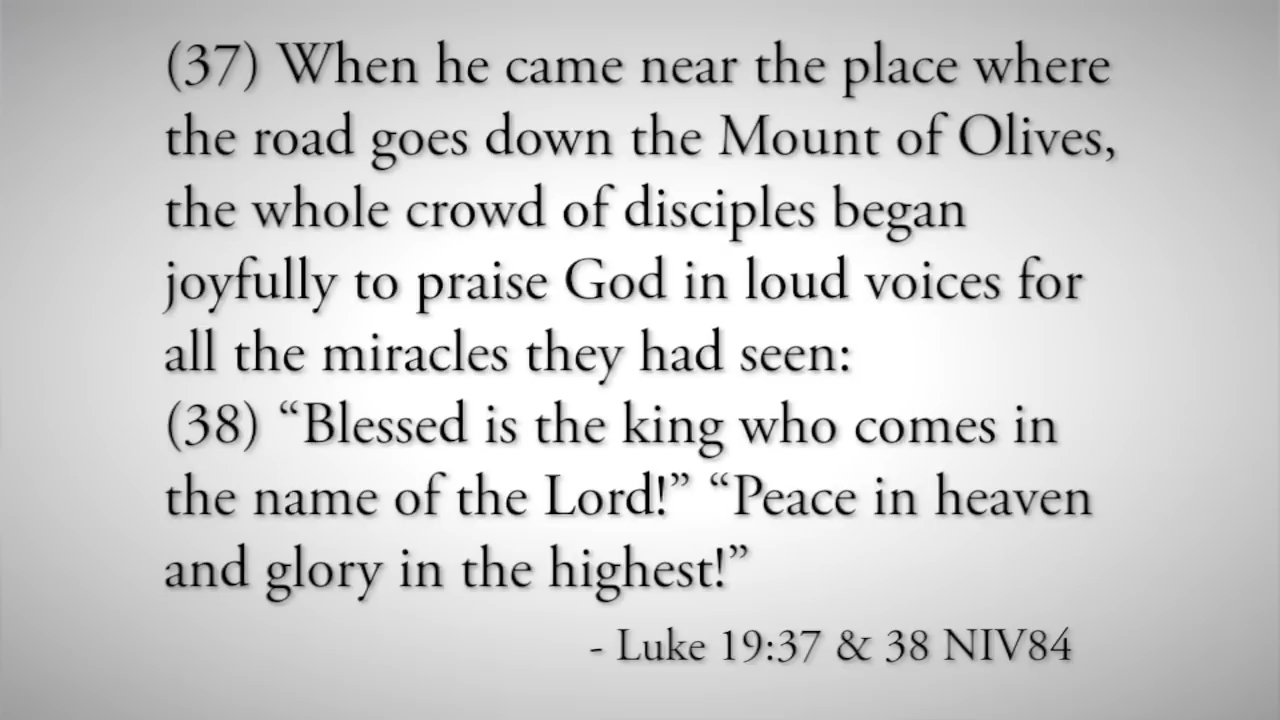 (37) When he came near the place where
the road goes down the Mount of Olives,
the whole crowd of disciples began
joyfully to praise God in loud voices for
all the miracles they had seen:
(38) “Blessed is the king who comes in
the name of the Lord!” “Peace in heaven
and glory in the highest!”
- Luke 19:37 & 38 NIV84